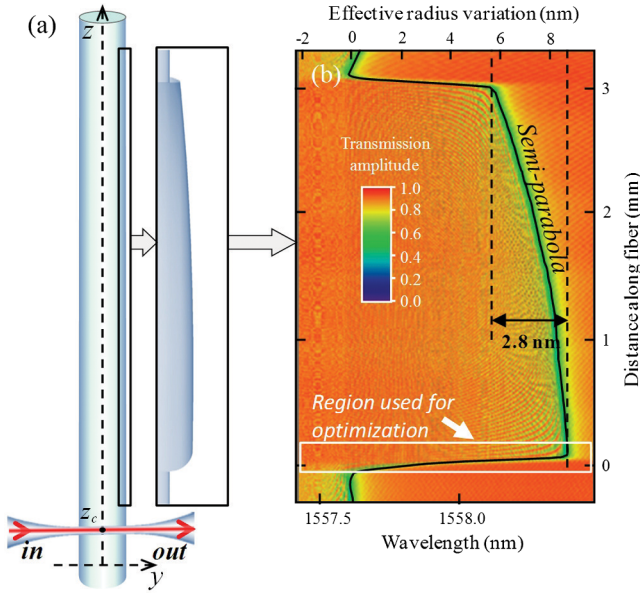 Effective radius variation (nm)
-2 0 2 4 6 8
(a)
z
(b)
3
Transmission
amplitude
1.0
0.8
0.6
0.4
0.2
0.0
Semi-parabola
2
Distance along fiber (mm)
1
2.8 nm
Region used for
optimization
0
z_c
in
out
y
1557.5 1558.0
Wavelength (nm)